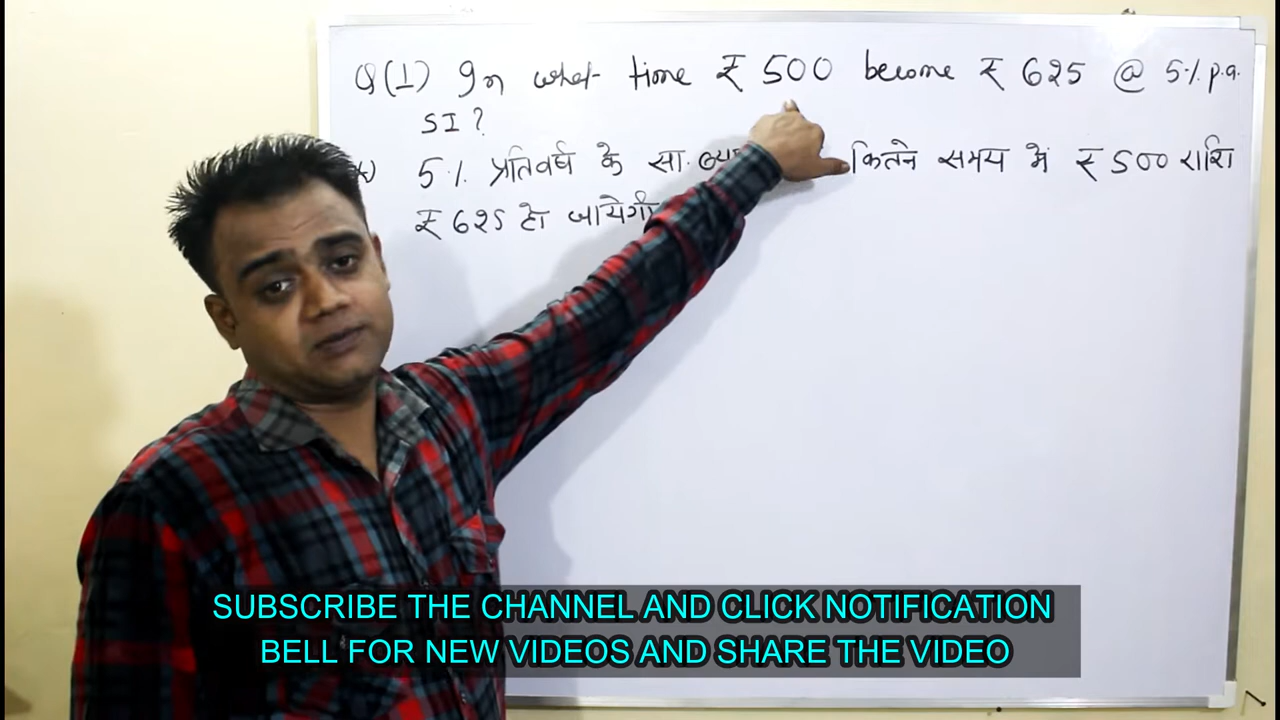 Q(1) In what time ₹ 500 become ₹ 625 @ 5% p.a.
SI?
5% प्रतिवर्ष के सा. कितने समय में ₹ 500 राशि
₹ 625 हो जायेगी
SUBSCRIBE THE CHANNEL AND CLICK NOTIFICATION
BELL FOR NEW VIDEOS AND SHARE THE VIDEO